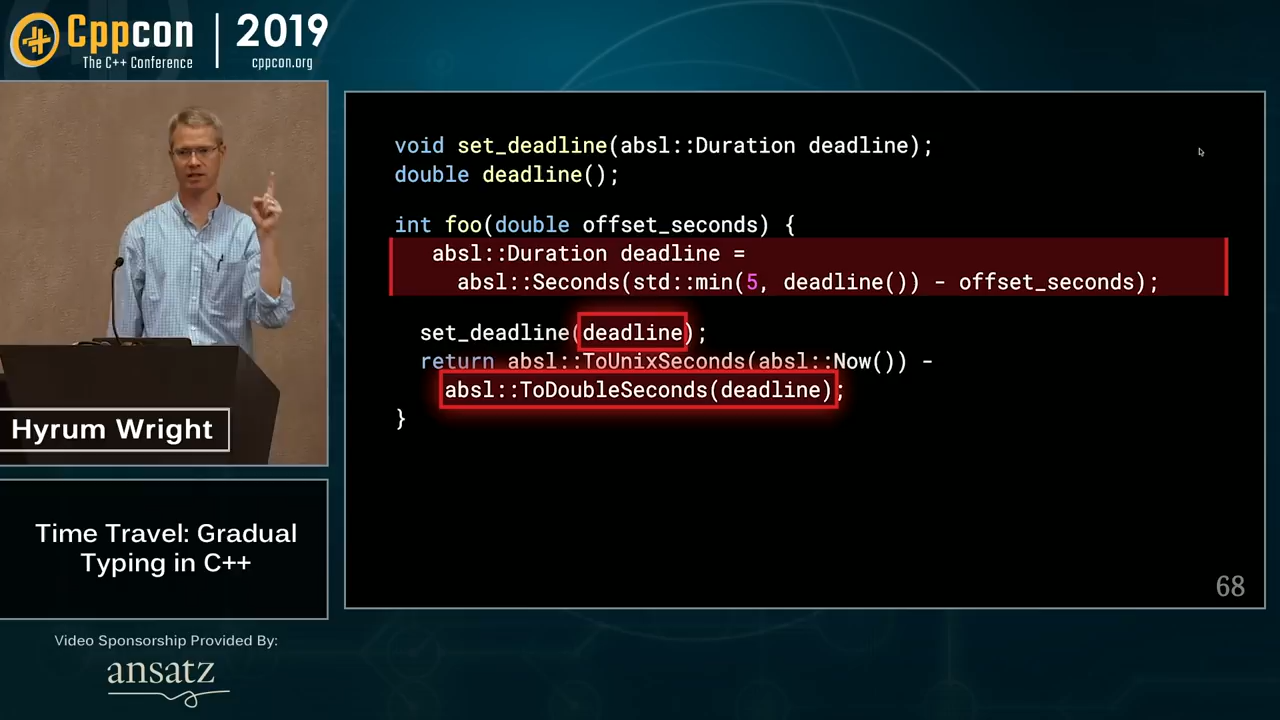 Cppcon
The C++ Conference
2019
cppcon.org
void set_deadline(absl::Duration deadline);
double deadline();
int foo(double offset_seconds) {
absl::Duration deadline =
absl::Seconds(std::min(5, deadline()) - offset_seconds);
set_deadline(deadline);
return absl::ToUnixSeconds(absl::Now()) -
absl::ToDoubleSeconds(deadline);
}
68
Hyrum Wright
Time Travel: Gradual
Typing in C++
Video Sponsorship Provided By:
ansatz